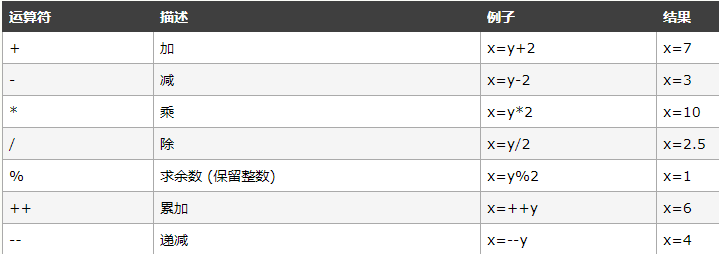 运算符 描述 例子 结果
+ 加 x=y+2 x=7
- 减 x=y-2 x=3
* 乘 x=y*2 x=10
/ 除 x=y/2 x=2.5
% 求余数 (保留整数) x=y%2 x=1
++ 累加 x=++y x=6
-- 递减 x=--y x=4